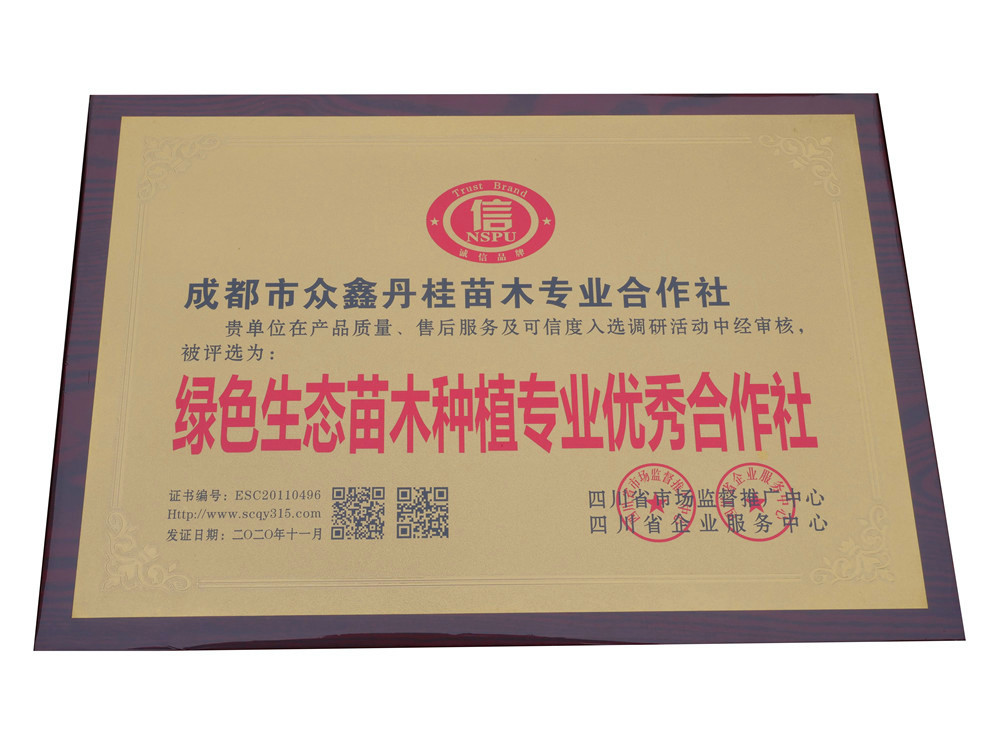 Trust Brand
信
NSPU
诚信品牌
成都市众鑫丹桂苗木专业合作社
贵单位在产品质量、售后服务及可信度入选调研活动中经审核，
被评选为：
绿色生态苗木种植专业优秀合作社
证书编号：ESC20110496
Http://www.scqy315.com
发证日期：二〇二〇年十一月
四川省市场监督推广中心
四川省企业服务中心